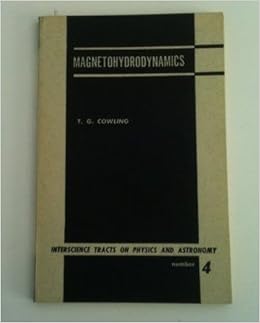 MAGNETOHYDRODYNAMICS
T. G. COWLING
INTERSCIENCE TRACTS ON PHYSICS AND ASTRONOMY
number 4